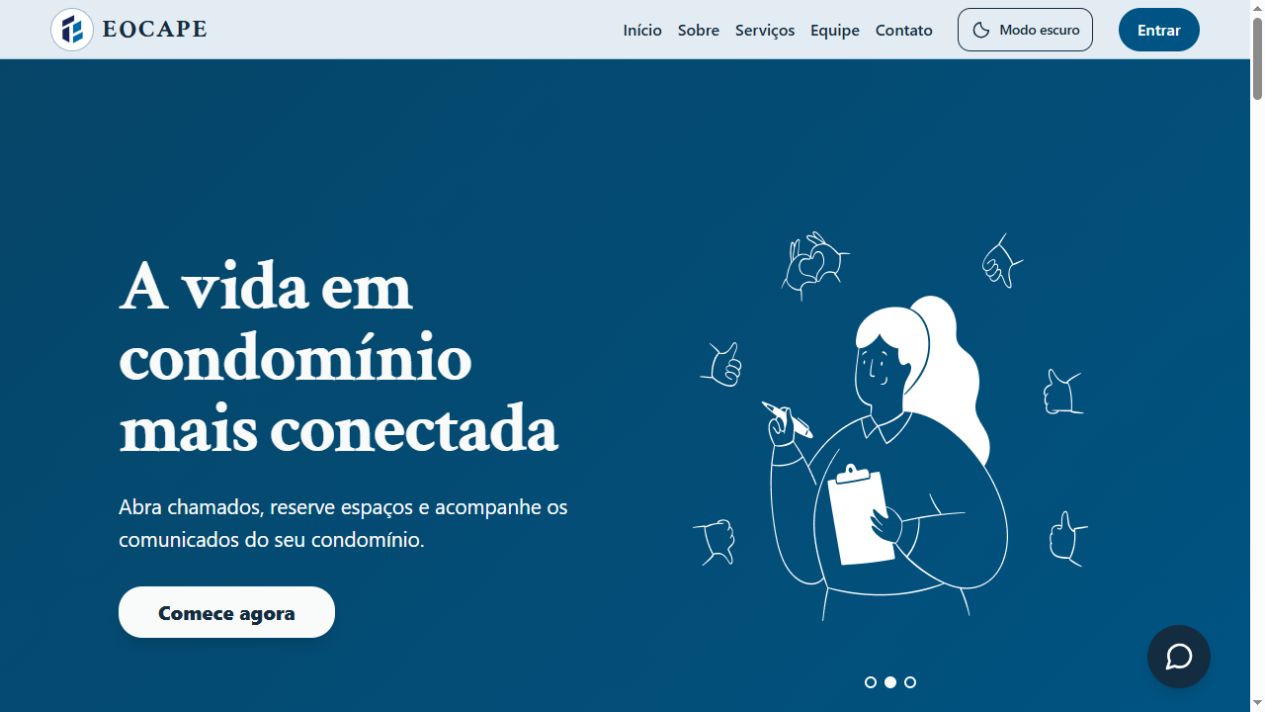 EOCAPE
Início Sobre Serviços Equipe Contato Modo escuro Entrar
A vida em
condomínio
mais conectada
Abra chamados, reserve espaços e acompanhe os
comunicados do seu condomínio.
Comece agora